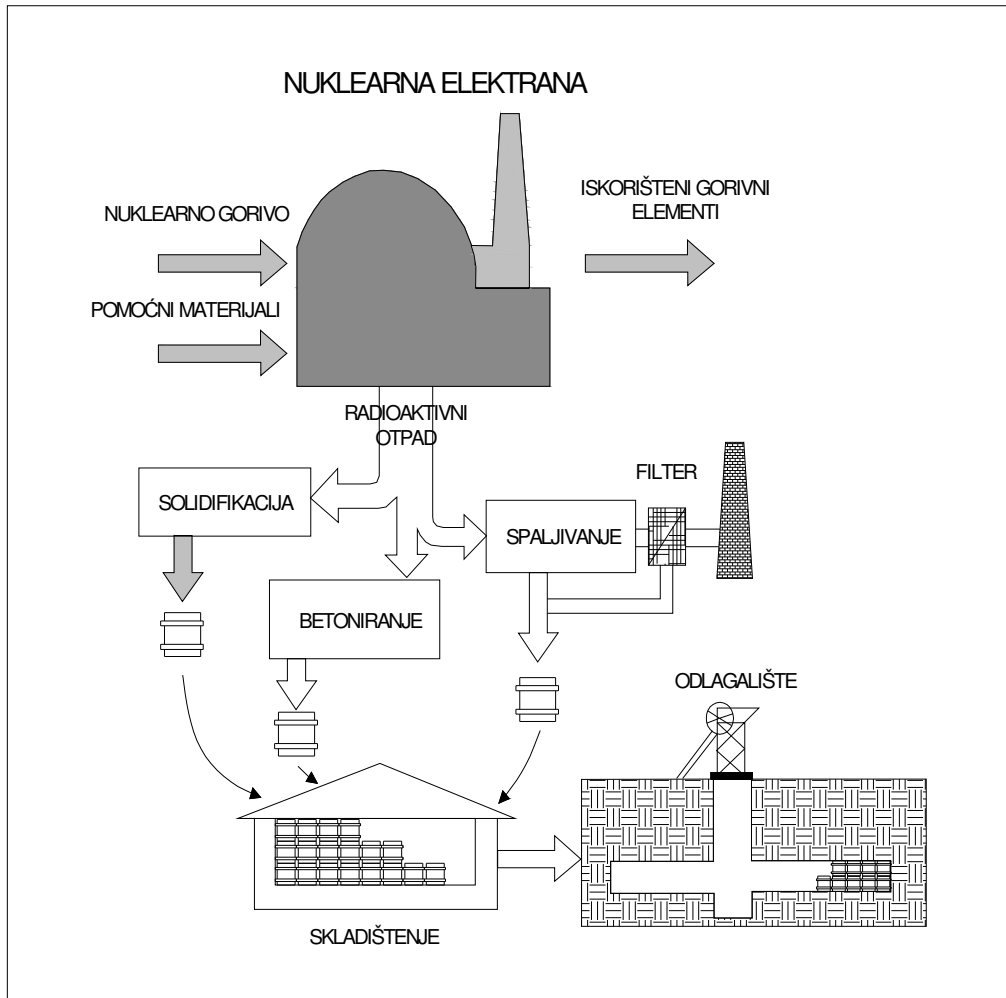 NUKLEARNA ELEKTRANA
ISKORIŠTENI GORIVNI
ELEMENTI
NUKLEARNO GORIVO
POMOĆNI MATERIJALI
RADIOAKTIVNI
OTPAD
FILTER
SOLIDIFIKACIJA
SPALJIVANJE
BETONIRANJE
ODLAGALIŠTE
SKLADIŠTENJE